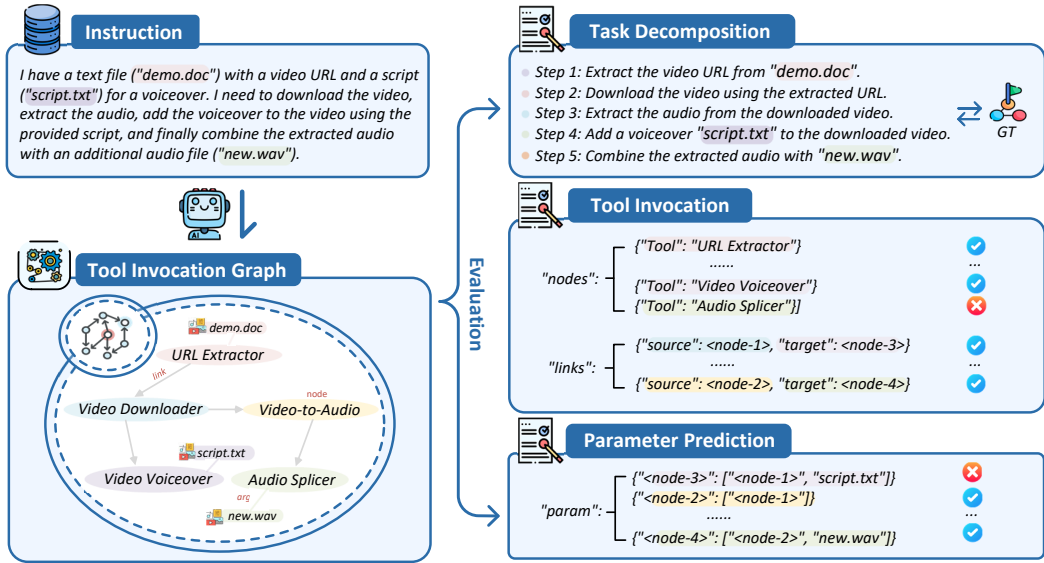 Instruction
I have a text file ("demo.doc") with a video URL and a script
("script.txt") for a voiceover. I need to download the video,
extract the audio, add the voiceover to the video using the
provided script, and finally combine the extracted audio
with an additional audio file ("new.wav").
AI
Tool Invocation Graph
demo.doc
URL Extractor
link
node
Video Downloader
Video-to-Audio
script.txt
Video Voiceover
Audio Splicer
arg
new.wav
Evaluation
Task Decomposition
Step 1: Extract the video URL from "demo.doc".
Step 2: Download the video using the extracted URL.
Step 3: Extract the audio from the downloaded video.
Step 4: Add a voiceover "script.txt" to the downloaded video.
Step 5: Combine the extracted audio with "new.wav".
GT
Tool Invocation
"nodes":
{"Tool": "URL Extractor"}
...
......
{"Tool": "Video Voiceover"}
{"Tool": "Audio Splicer"}]
"links":
{"source": <node-1>, "target": <node-3>}
......
...
{"source": <node-2>, "target": <node-4>}
Parameter Prediction
"param":
{"<node-3>": ["<node-1>", "script.txt"]}
{"<node-2>": ["<node-1>"]}
......
...
{"<node-4>": ["<node-2>", "new.wav"]}